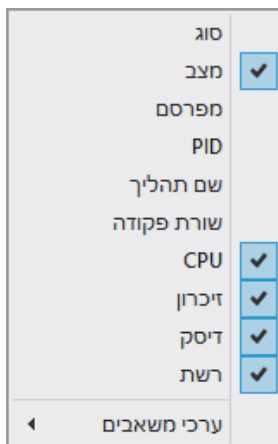 סוג
מצב
מפרסם
PID
שם תהליך
שורת פקודה
CPU
זיכרון
דיסק
רשת
ערכי משאבים